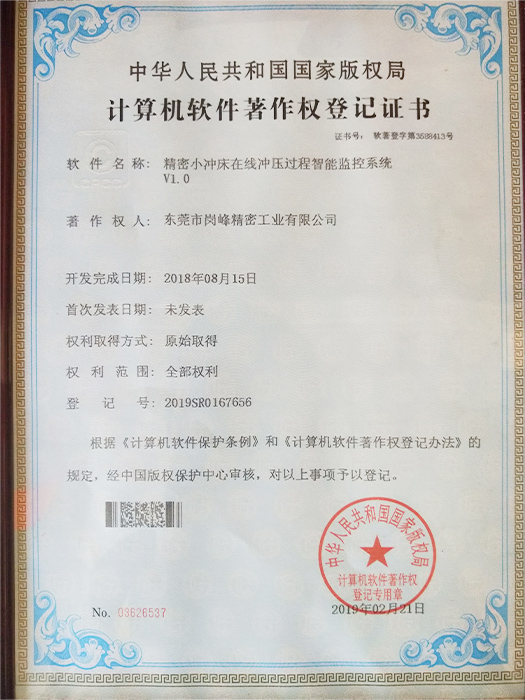 中华人民共和国国家版权局
计算机软件著作权登记证书
证书号： 软著登字第3588413号
软件名称： 精密小冲床在线冲压过程智能监控系统
V1.0
著作权人： 东莞市岗峰精密工业有限公司
开发完成日期： 2018年08月15日
首次发表日期： 未发表
权利取得方式： 原始取得
权利范围： 全部权利
登记号： 2019SR0167656
根据《计算机软件保护条例》和《计算机软件著作权登记办法》的
规定，经中国版权保护中心审核，对以上事项予以登记。
中华人民共和国国家版权局
计算机软件著作权
登记专用章
No. 03626537
2019年02月21日